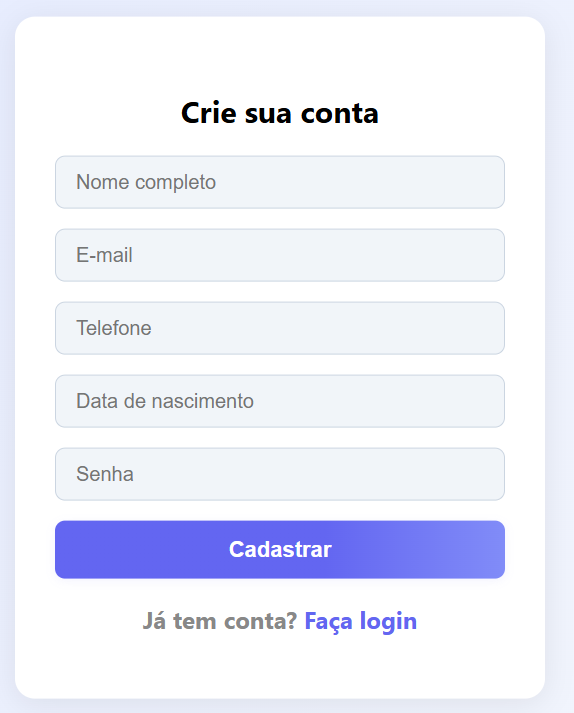 Crie sua conta
Nome completo
E-mail
Telefone
Data de nascimento
Senha
Cadastrar
Já tem conta? Faça login